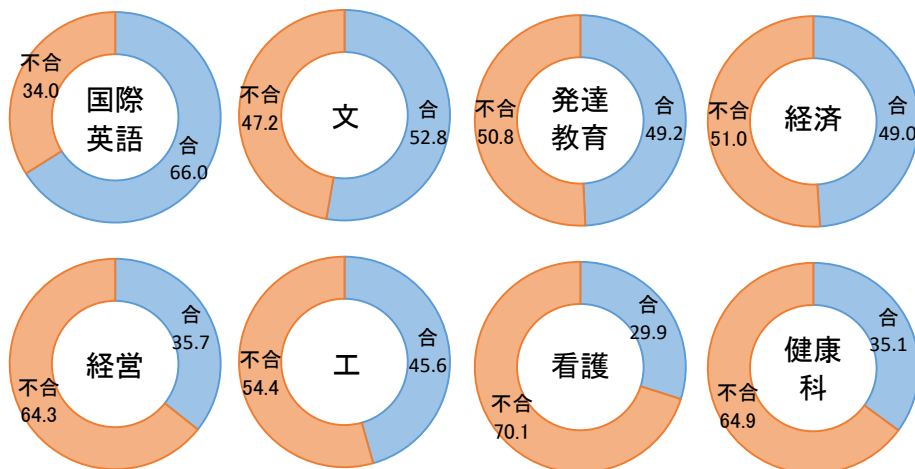 不合
34.0
国際
英語
合
66.0
不合
47.2
文
合
52.8
不合
50.8
発達
教育
合
49.2
不合
51.0
経済
合
49.0
不合
64.3
経営
合
35.7
不合
54.4
工
合
45.6
不合
70.1
看護
合
29.9
不合
64.9
健康
科
合
35.1